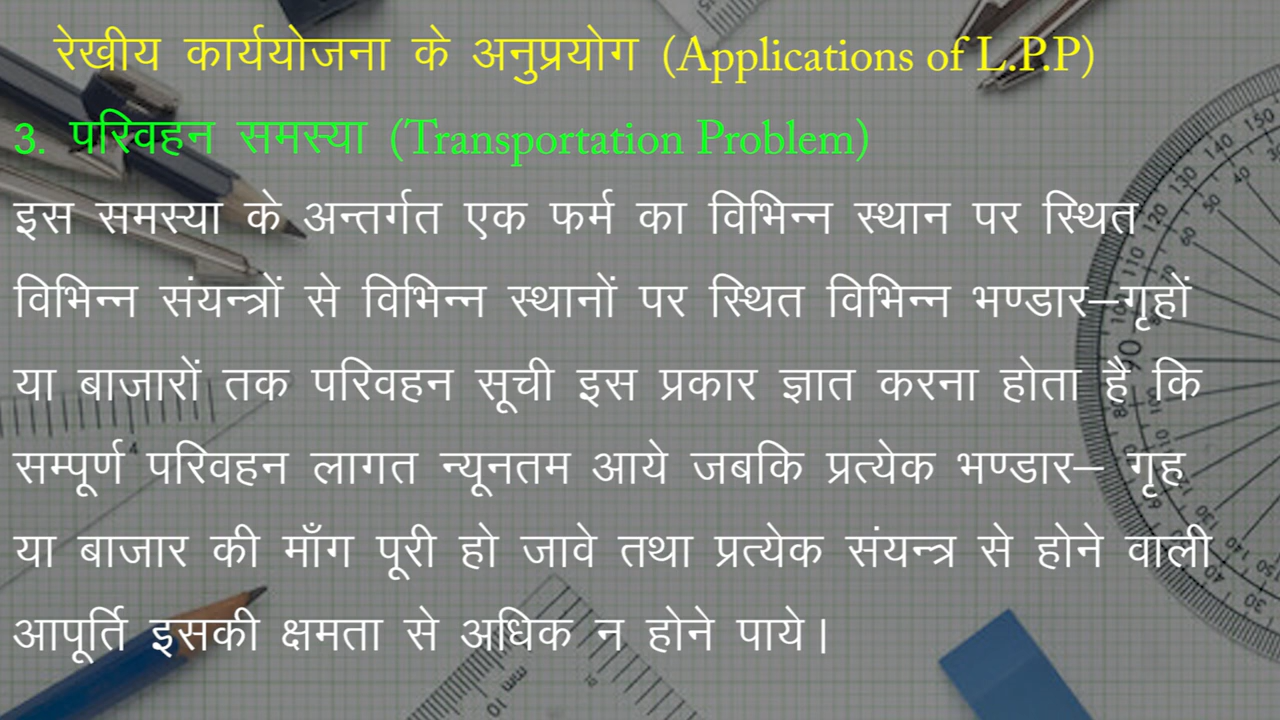 रेखीय कार्ययोजना के अनुप्रयोग (Applications of L.P.P)
3. परिवहन समस्या (Transportation Problem)
इस समस्या के अन्तर्गत एक फर्म का विभिन्न स्थान पर स्थित
विभिन्न संयन्त्रों से विभिन्न स्थानों पर स्थित विभिन्न भण्डार–गृहों
या बाजारों तक परिवहन सूची इस प्रकार ज्ञात करना होता है कि
सम्पूर्ण परिवहन लागत न्यूनतम आये जबकि प्रत्येक भण्डार– गृह
या बाजार की माँग पूरी हो जावे तथा प्रत्येक संयन्त्र से होने वाली
आपूर्ति इसकी क्षमता से अधिक न होने पाये।